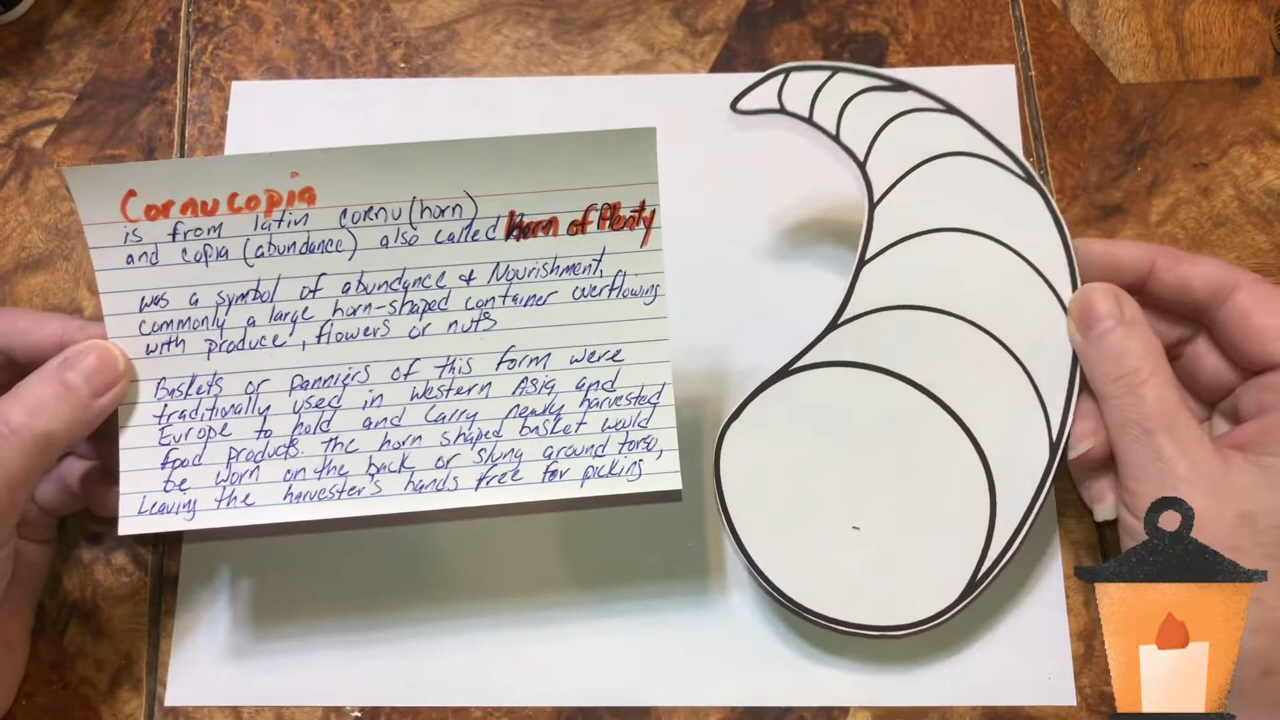 Cornucopia
is from latin cornu (horn)
and copia (abundance) also called Horn of Plenty
was a symbol of abundance & Nourishment,
commonly a large horn-shaped container overflowing
with produce, flowers or nuts
Baskets or panniers of this form were
traditionally used in western Asia and
Europe to hold and carry newly harvested
food products. The horn shaped basket would
be worn on the back or slung around torso,
Leaving the harvester's hands free for picking